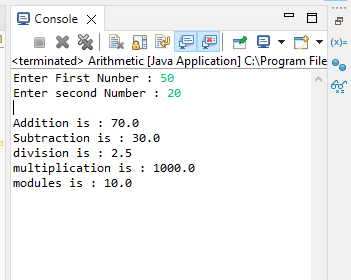 Console
<terminated> Arithmetic [Java Application] C:\Program File
Enter First Nunber : 50
Enter second Number : 20
Addition is : 70.0
Subtraction is : 30.0
division is : 2.5
multiplication is : 1000.0
modules is : 10.0
(x)=